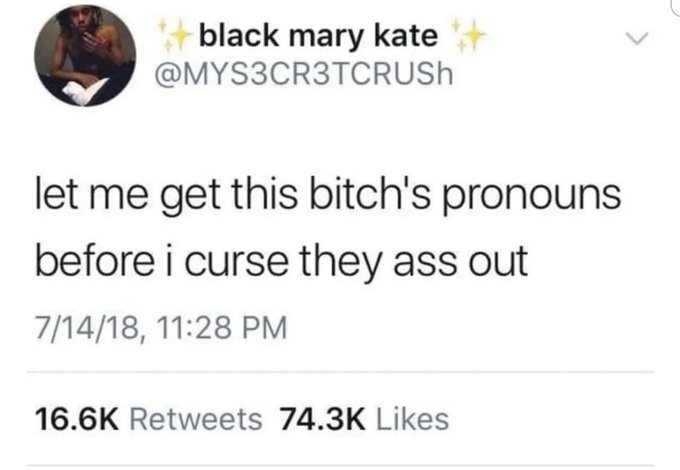 ✨ black mary kate ✨
@MYS3CR3TCRUSh
let me get this bitch's pronouns
before i curse they ass out
7/14/18, 11:28 PM
16.6K Retweets 74.3K Likes